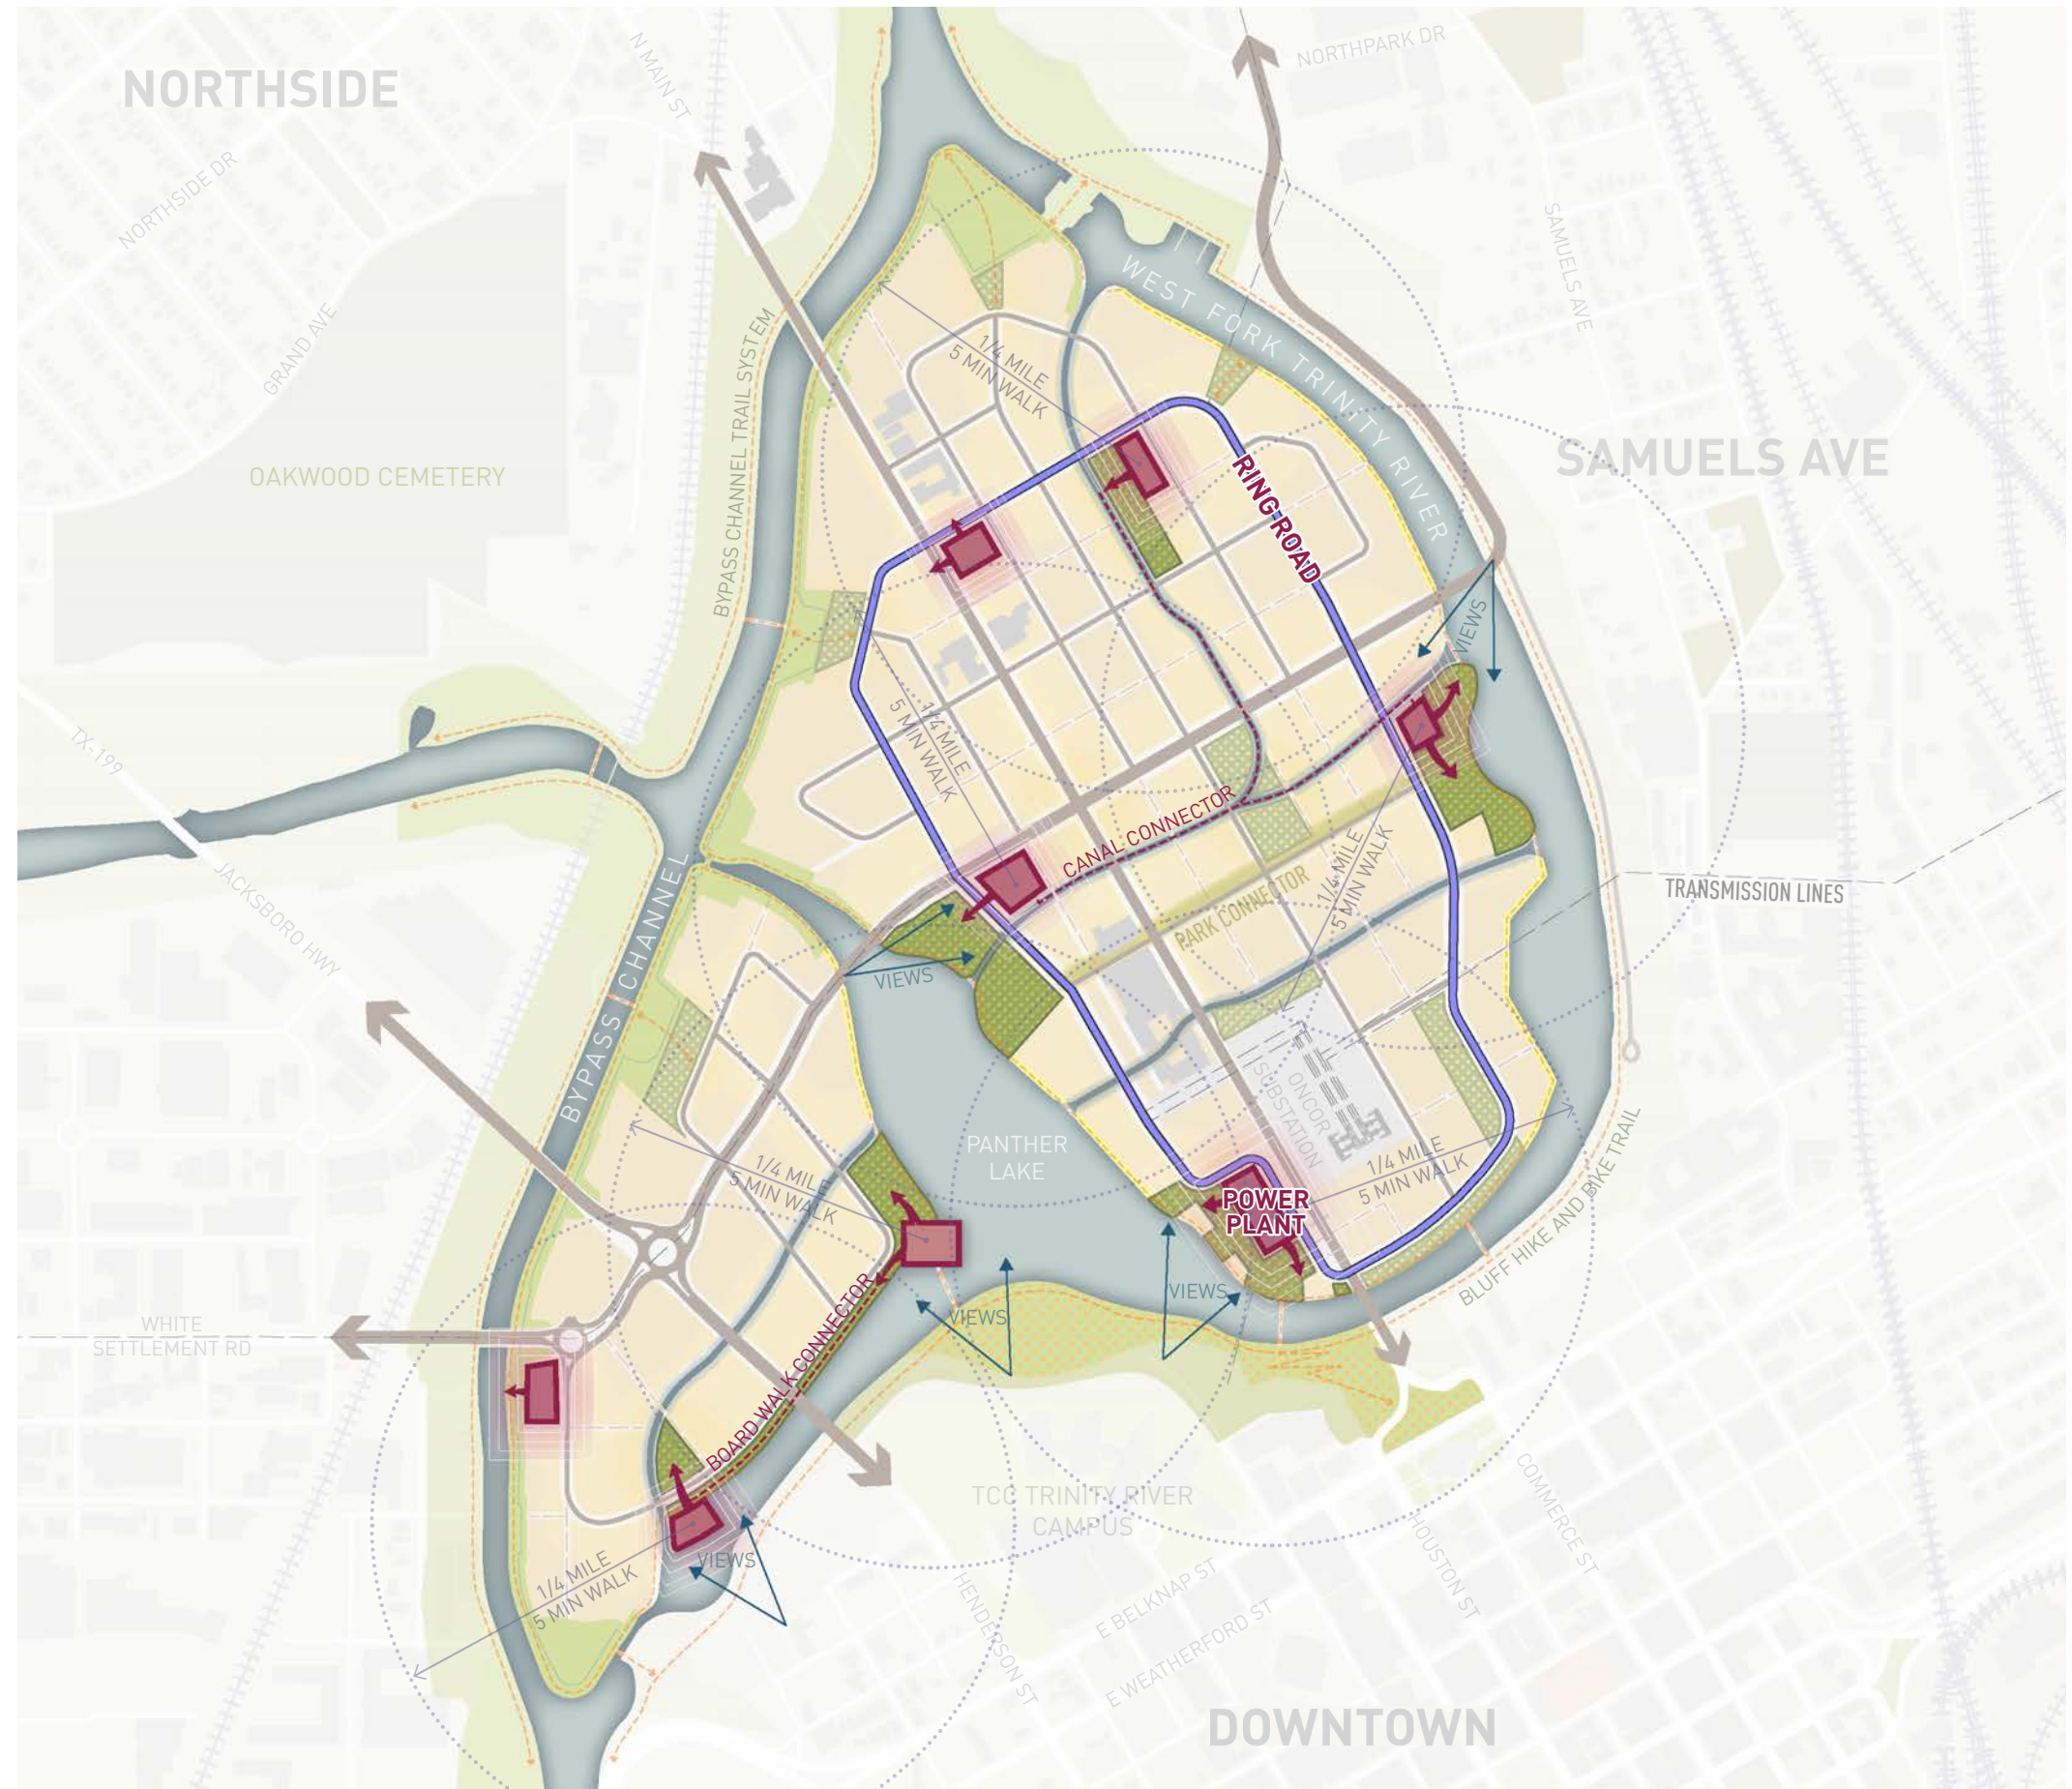 NORTHSIDE
N MAIN ST
NORTHPARK DR
NORTHSIDE DR
SAMUELS AVE
WEST FORK TRINITY RIVER
GRAND AVE
BYPASS CHANNEL TRAIL SYSTEM
1/4 MILE
5 MIN WALK
OAKWOOD CEMETERY
SAMUELS AVE
RING ROAD
VIEWS
TX-199
1/4 MILE
5 MIN WALK
CANAL CONNECTOR
JACKSBORO HWY
1/4 MILE
5 MIN WALK
PARK CONNECTOR
TRANSMISSION LINES
BYPASS CHANNEL
VIEWS
ONCOR
SUBSTATION
PANTHER
LAKE
1/4 MILE
5 MIN WALK
1/4 MILE
5 MIN WALK
POWER
PLANT
BLUFF HIKE AND BIKE TRAIL
VIEWS
VIEWS
WHITE
SETTLEMENT RD
BOARD WALK CONNECTOR
TCC TRINITY RIVER
CAMPUS
COMMERCE ST
HOUSTON ST
VIEWS
1/4 MILE
5 MIN WALK
HENDERSON ST
E BELKNAP ST
E WEATHERFORD ST
DOWNTOWN